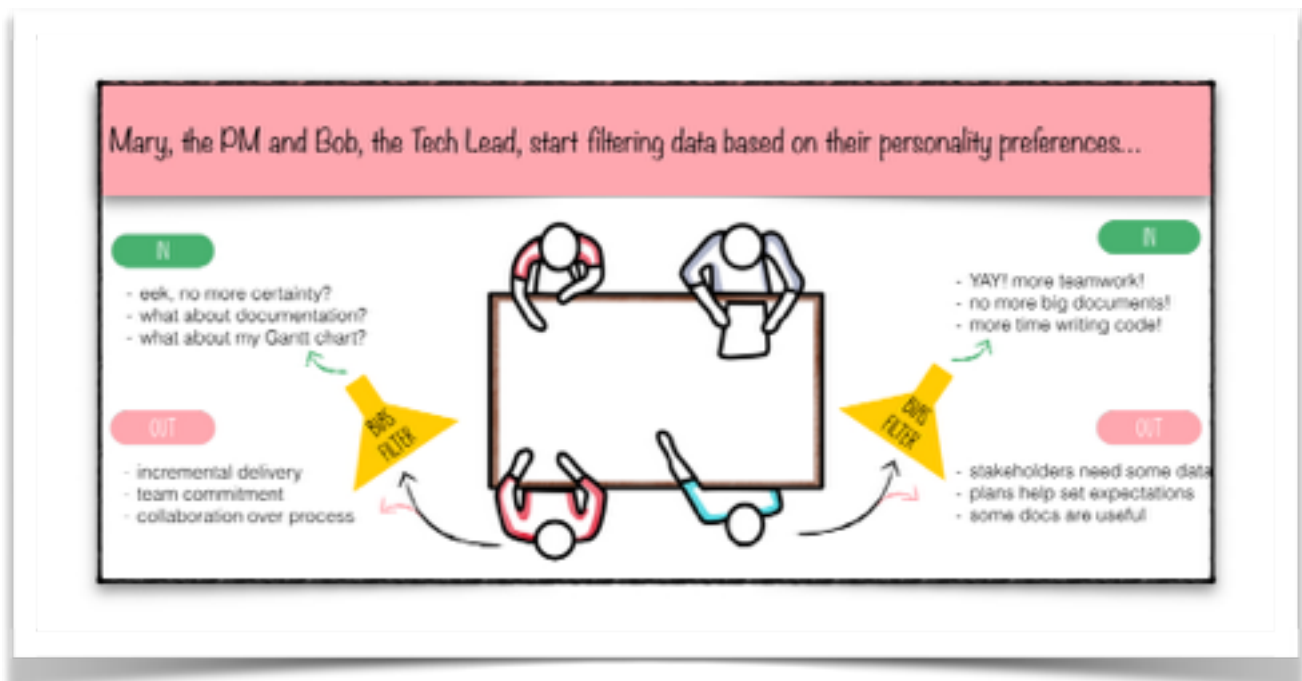 Mary, the PM and Bob, the Tech Lead, start filtering data based on their personality preferences...
IN
- eek, no more certainty?
- what about documentation?
- what about my Gantt chart?
OUT
- incremental delivery
- team commitment
- collaboration over process
BIAS
FILTER
BIAS
FILTER
IN
- YAY! more teamwork!
- no more big documents!
- more time writing code!
OUT
- stakeholders need some data
- plans help set expectations
- some docs are useful